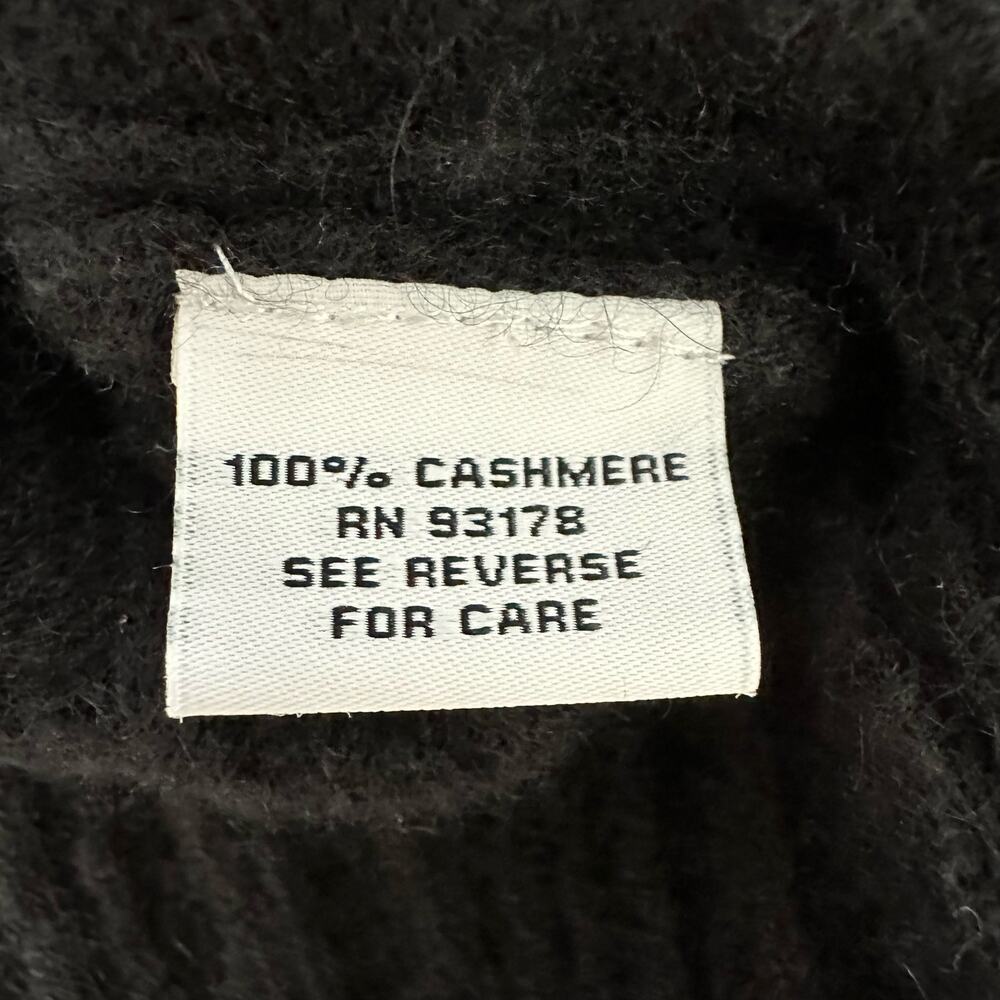 100% CASHMERE
RN 93178
SEE REVERSE
FOR CARE